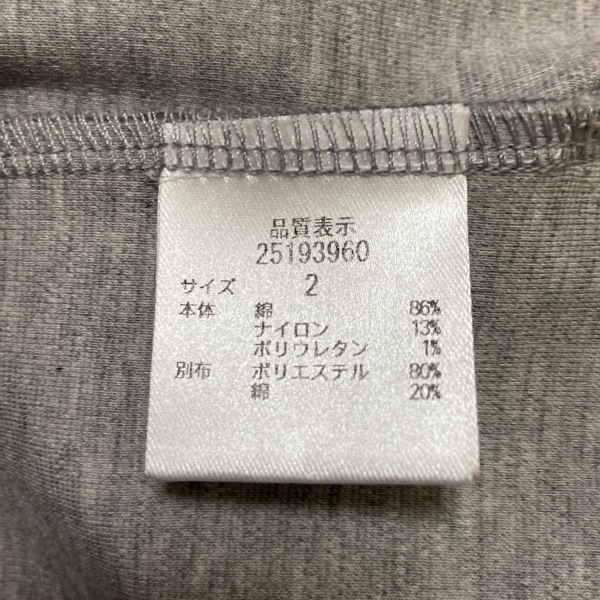 品質表示
25193960
サイズ 2
本体 綿 86%
ナイロン 13%
ポリウレタン 1%
別布 ポリエステル 80%
綿 20%